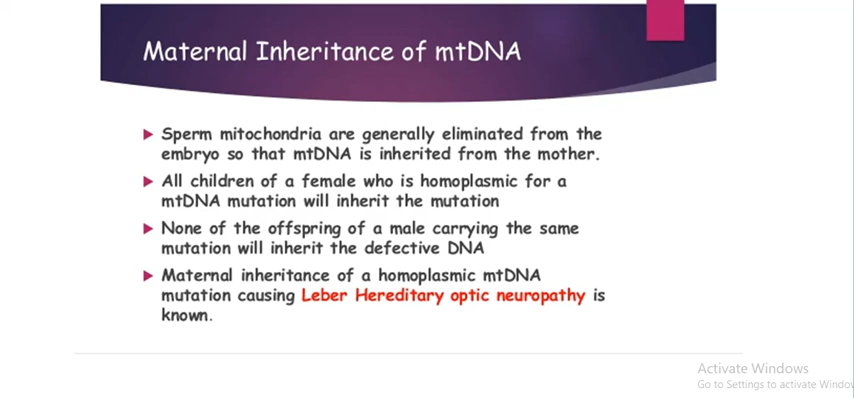 Maternal Inheritance of mtDNA
Sperm mitochondria are generally eliminated from the
embryo so that mtDNA is inherited from the mother.
All children of a female who is homoplasmic for a
mtDNA mutation will inherit the mutation
None of the offspring of a male carrying the same
mutation will inherit the defective DNA
Maternal inheritance of a homoplasmic mtDNA
mutation causing Leber Hereditary optic neuropathy is
known.
Activate Windows
Go to Settings to activate Window